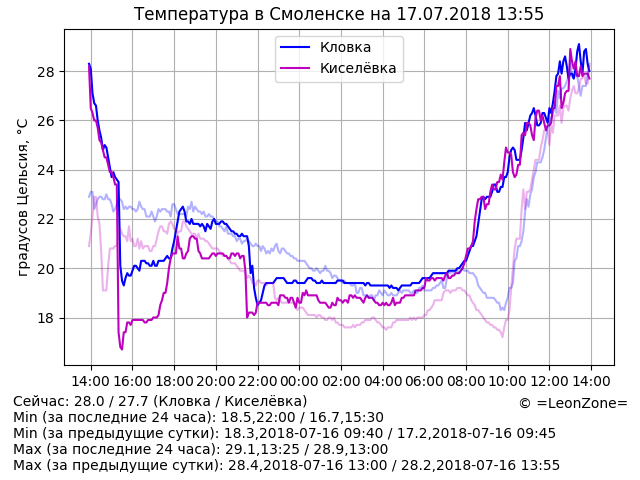 Температура в Смоленске на 17.07.2018 13:55
Кловка
Киселёвка
градусов Цельсия, °C
28
26
24
22
20
18
14:00 16:00 18:00 20:00 22:00 00:00 02:00 04:00 06:00 08:00 10:00 12:00 14:00
Сейчас: 28.0 / 27.7 (Кловка / Киселёвка)
© =LeonZone=
Min (за последние 24 часа): 18.5,22:00 / 16.7,15:30
Min (за предыдущие сутки): 18.3,2018-07-16 09:40 / 17.2,2018-07-16 09:45
Max (за последние 24 часа): 29.1,13:25 / 28.9,13:00
Max (за предыдущие сутки): 28.4,2018-07-16 13:00 / 28.2,2018-07-16 13:55